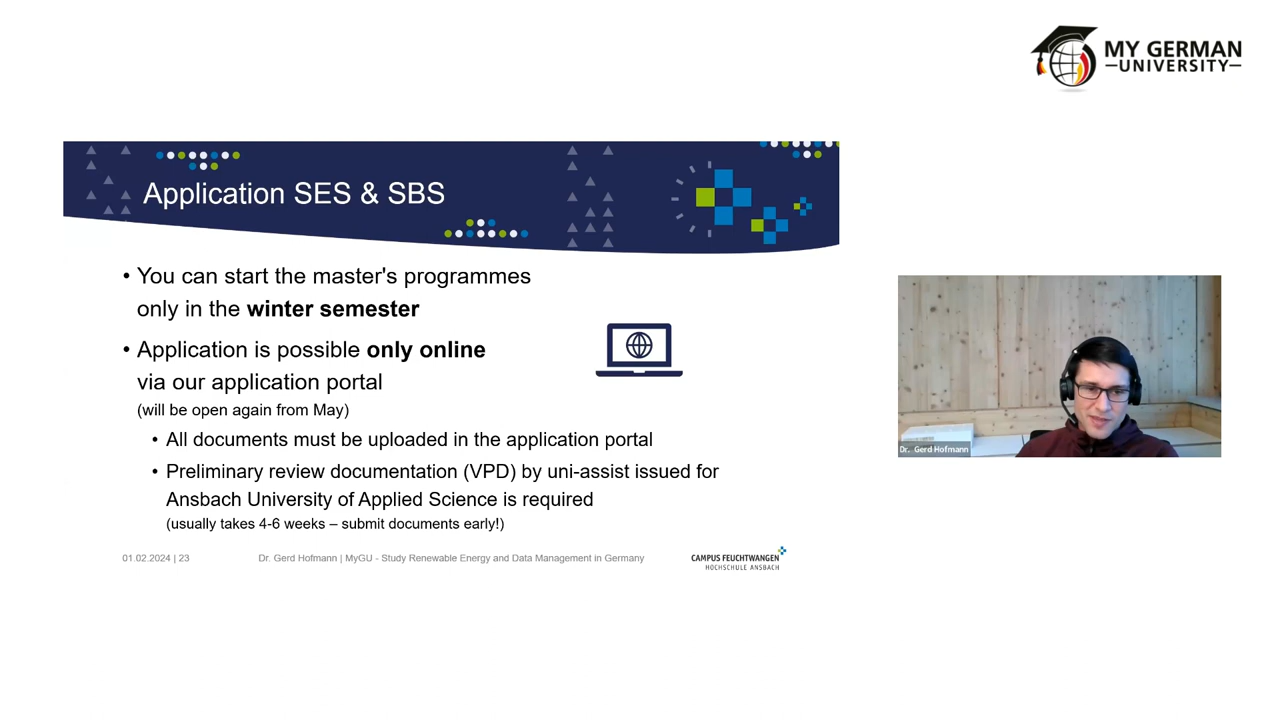 MY GERMAN
UNIVERSITY
Application SES & SBS
• You can start the master's programmes
only in the winter semester
• Application is possible only online
via our application portal
(will be open again from May)
• All documents must be uploaded in the application portal
• Preliminary review documentation (VPD) by uni-assist issued for
Ansbach University of Applied Science is required
(usually takes 4-6 weeks – submit documents early!)
01.02.2024 | 23 Dr. Gerd Hofmann | MyGU - Study Renewable Energy and Data Management in Germany
CAMPUS FEUCHTWANGEN
HOCHSCHULE ANSBACH
Dr. Gerd Hofmann